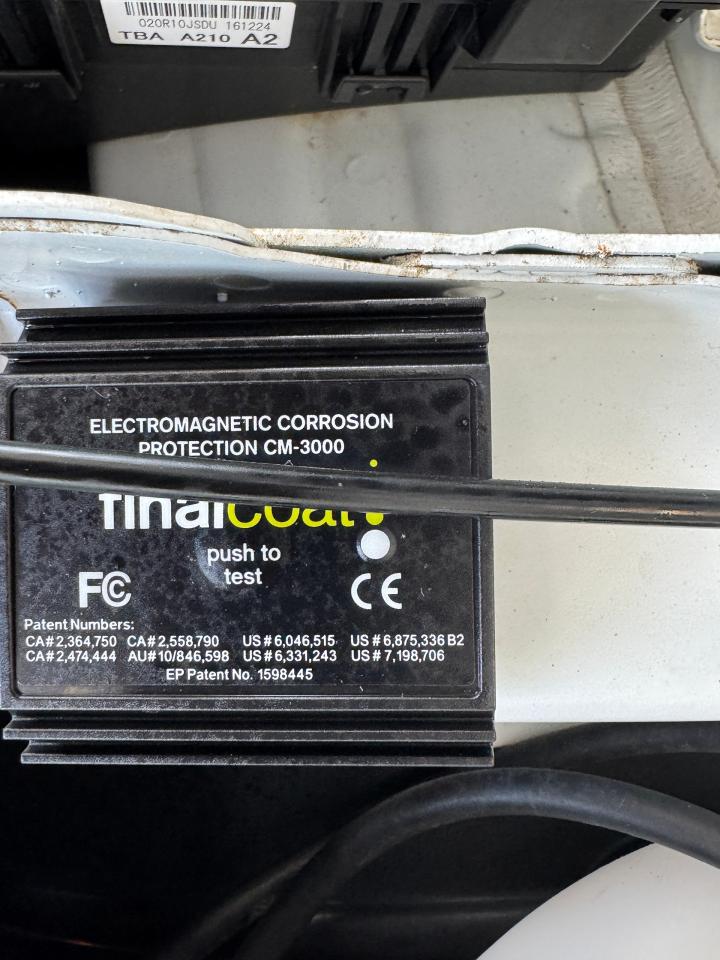 020R10JSDU 161224
TBA A210 A2
ELECTROMAGNETIC CORROSION
PROTECTION CM-3000
finalcoat
push to
test
FC
CE
Patent Numbers:
CA# 2,364,750 CA# 2,558,790 US # 6,046,515 US # 6,875,336 B2
CA# 2,474,444 AU# 10/846,598 US # 6,331,243 US # 7,198,706
EP Patent No. 1598445